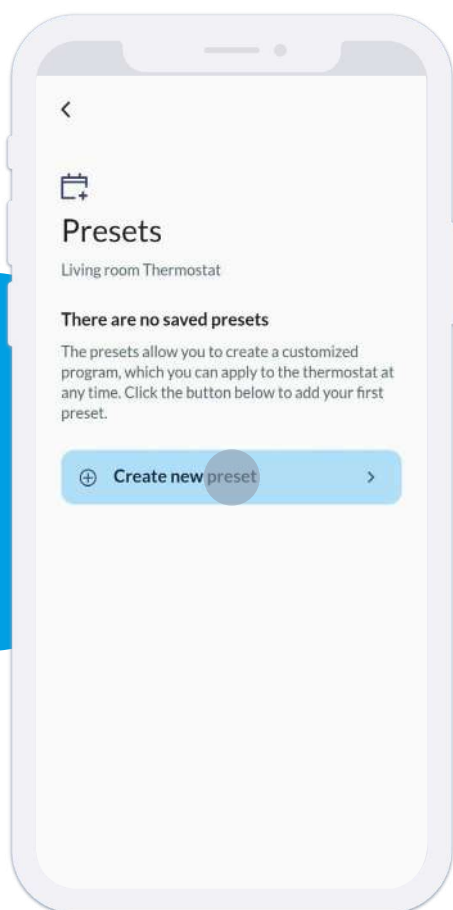 Presets
Living room Thermostat
There are no saved presets
The presets allow you to create a customized
program, which you can apply to the thermostat at
any time. Click the button below to add your first
preset.
Create new preset